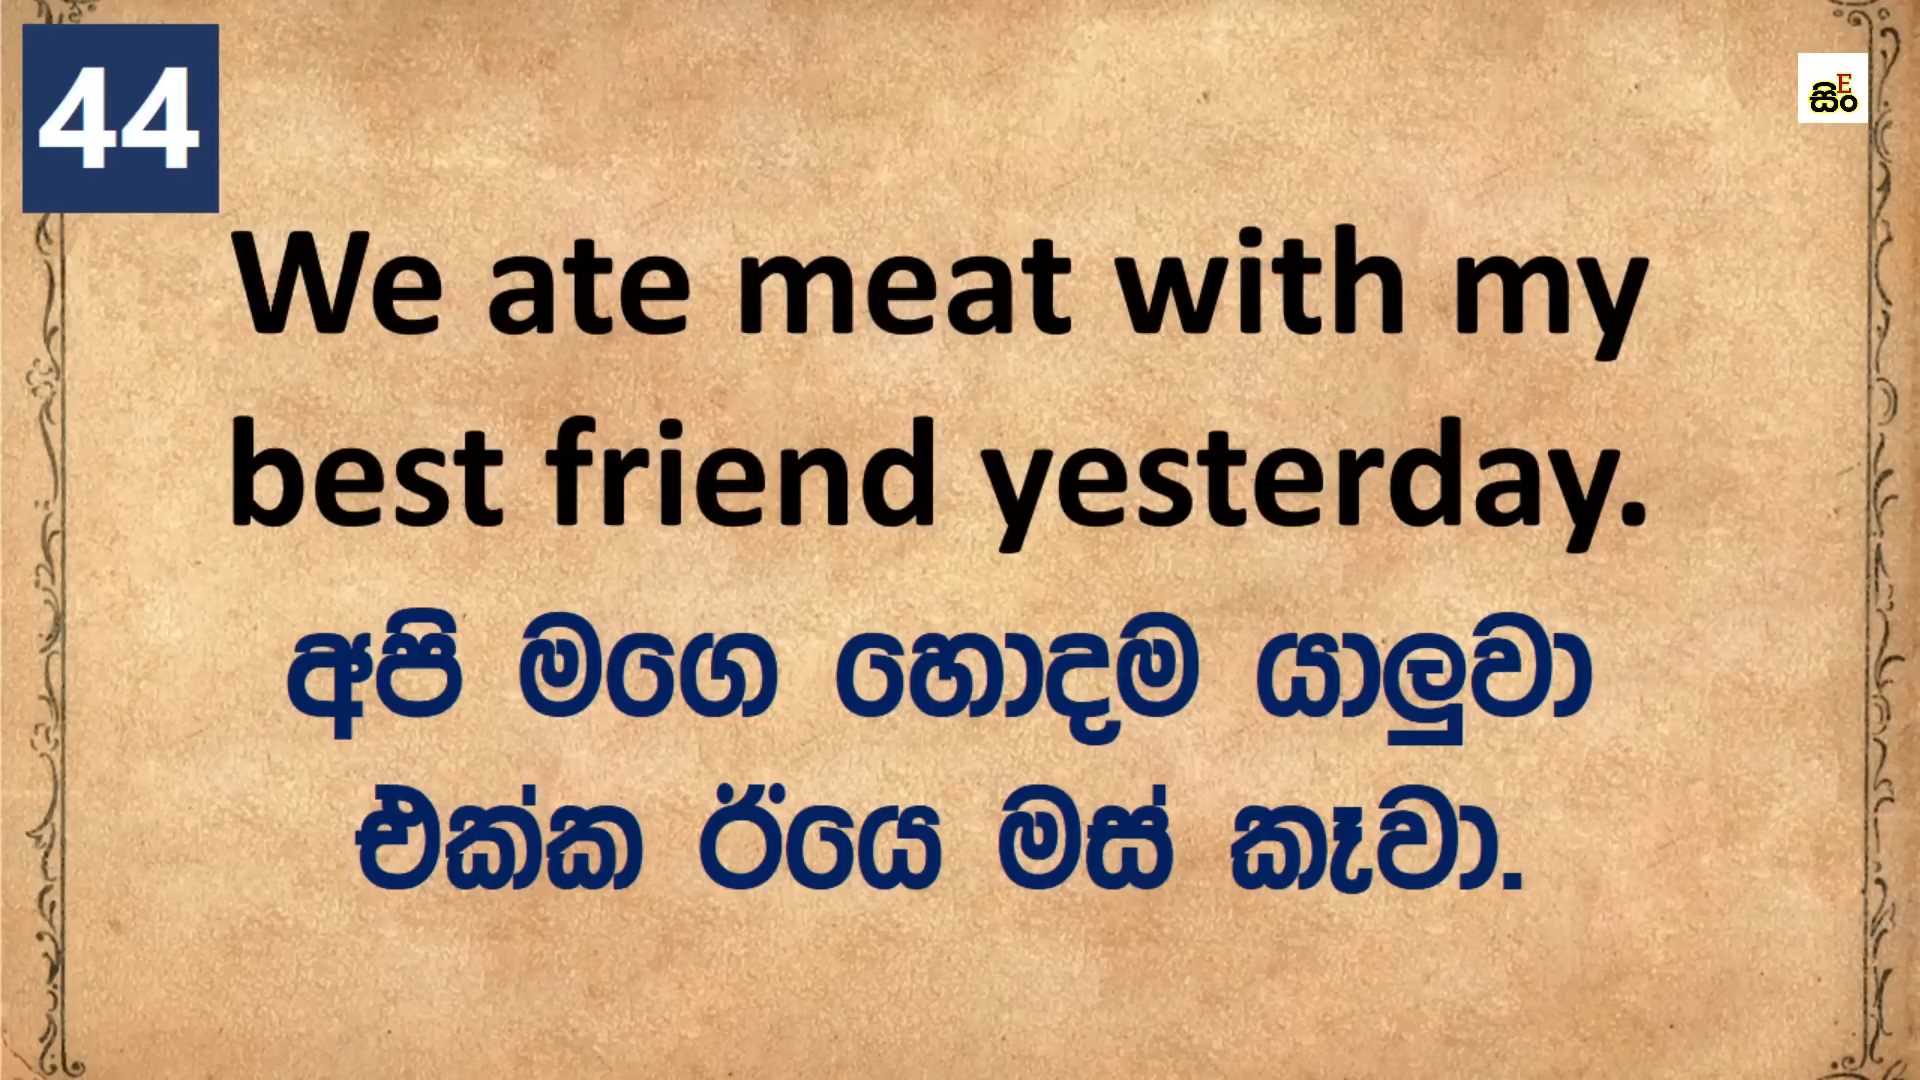 44
සිංE
We ate meat with my
best friend yesterday.
අපි මගෙ හොදම යාලුවා
එක්ක ඊයෙ මස් කෑවා.